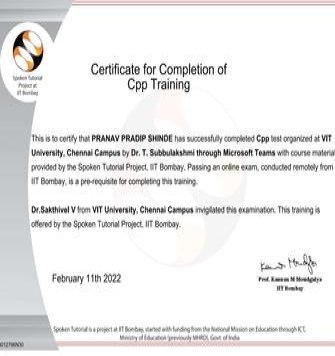 Spoken Tutorial
Project at
IIT Bombay
Certificate for Completion of
Cpp Training
This is to certify that PRANAV PRADIP SHINDE has successfully completed Cpp test organized at VIT
University, Chennai Campus by Dr. T. Subbulakshmi through Microsoft Teams with course material
provided by the Spoken Tutorial Project, IIT Bombay. Passing an online exam, conducted remotely from
IIT Bombay, is a pre-requisite for completing this training.
Dr.Sakthivel V from VIT University, Chennai Campus invigilated this examination. This training is
offered by the Spoken Tutorial Project, IIT Bombay.
February 11th 2022
Prof. Kannan M Moudgalya
IIT Bombay
Spoken Tutorial is a project at IIT Bombay, started with funding from the National Mission on Education through ICT,
Ministry of Education (previously MHRD), Govt. of India